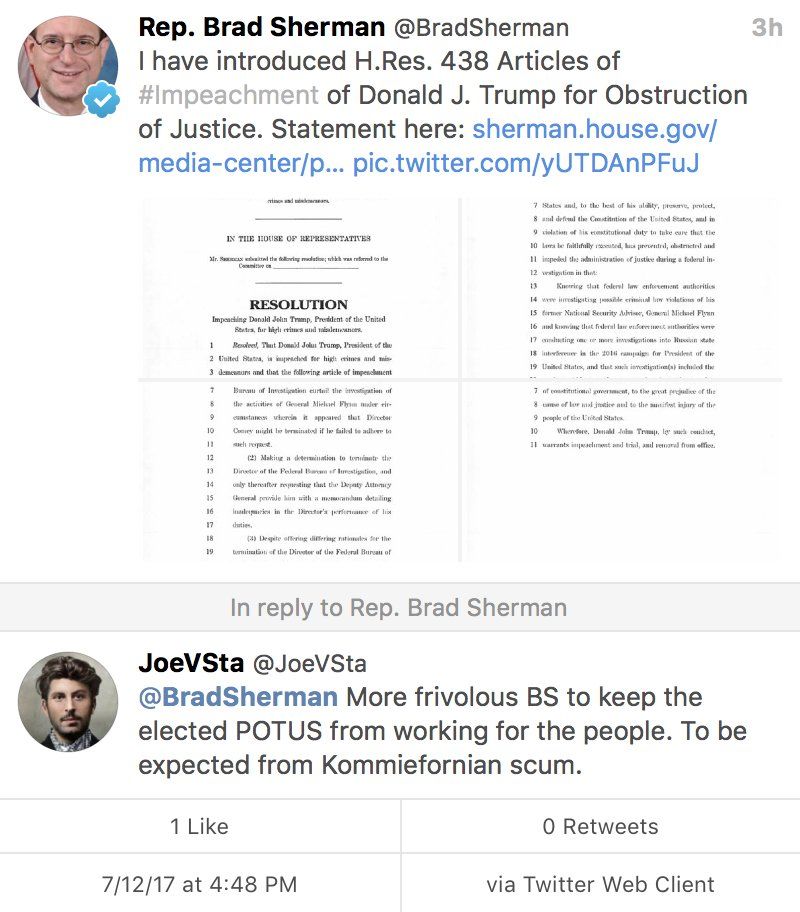 Rep. Brad Sherman @BradSherman 3h
I have introduced H.Res. 438 Articles of
#Impeachment of Donald J. Trump for Obstruction
of Justice. Statement here: sherman.house.gov/
media-center/p... pic.twitter.com/yUTDAnPFuJ
crimes and misdemeanors.
IN THE HOUSE OF REPRESENTATIVES
Mr. SHERMAN submitted the following resolution; which was referred to the
Committee on
RESOLUTION
Impeaching Donald John Trump, President of the United
States, for high crimes and misdemeanors.
1 Resolved, That Donald John Trump, President of the
2 United States, is impeached for high crimes and mis-
3 demeanors and that the following article of impeachment
7 States and, to the best of his ability, preserve, protect,
8 and defend the Constitution of the United States, and in
9 violation of his constitutional duty to take care that the
10 laws be faithfully executed, has prevented, obstructed and
11 impeded the administration of justice during a federal in-
12 vestigation in that:
13 Knowing that federal law enforcement authorities
14 were investigating possible criminal law violations of his
15 former National Security Advisor, General Michael Flynn
16 and knowing that federal law enforcement authorities were
17 conducting one or more investigations into Russian state
18 interference in the 2016 campaign for President of the
19 United States, and that such investigation(s) included the
7 Bureau of Investigation curtail the investigation of
8 the activities of General Michael Flynn under cir-
9 cumstances wherein it appeared that Director
10 Comey might be terminated if he failed to adhere to
11 such request.
12 (2) Making a determination to terminate the
13 Director of the Federal Bureau of Investigation, and
14 only thereafter requesting that the Deputy Attorney
15 General provide him with a memorandum detailing
16 inadequacies in the Director's performance of his
17 duties.
18 (3) Despite offering differing rationales for the
19 termination of the Director of the Federal Bureau of
7 of constitutional government, to the great prejudice of the
8 cause of law and justice and to the manifest injury of the
9 people of the United States.
10 Wherefore, Donald John Trump, by such conduct,
11 warrants impeachment and trial, and removal from office.
In reply to Rep. Brad Sherman
JoeVSta @JoeVSta
@BradSherman More frivolous BS to keep the
elected POTUS from working for the people. To be
expected from Kommiefornian scum.
1 Like
0 Retweets
7/12/17 at 4:48 PM
via Twitter Web Client